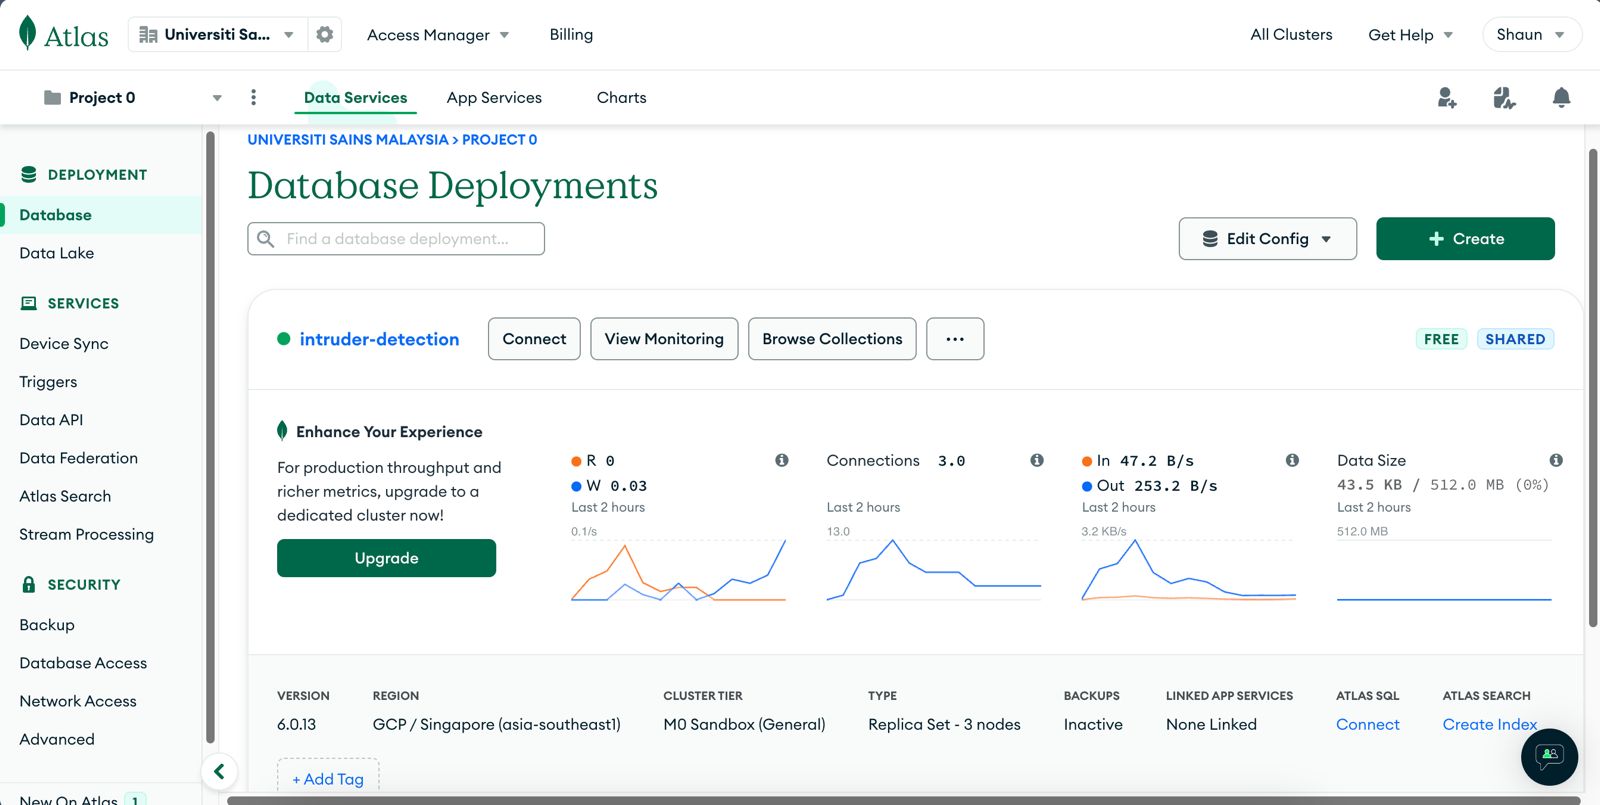 Atlas
Universiti Sa...
Access Manager
Billing
All Clusters
Get Help
Shaun
Project 0
Data Services
App Services
Charts
DEPLOYMENT
Database
Data Lake
SERVICES
Device Sync
Triggers
Data API
Data Federation
Atlas Search
Stream Processing
SECURITY
Backup
Database Access
Network Access
Advanced
New On Atlas 1
UNIVERSITI SAINS MALAYSIA > PROJECT 0
Database Deployments
Find a database deployment...
Edit Config
+ Create
intruder-detection
Connect
View Monitoring
Browse Collections
...
FREE
SHARED
Enhance Your Experience
For production throughput and
richer metrics, upgrade to a
dedicated cluster now!
Upgrade
R 0
W 0.03
Last 2 hours
0.1/s
Connections 3.0
Last 2 hours
13.0
In 47.2 B/s
Out 253.2 B/s
Last 2 hours
3.2 KB/s
Data Size
43.5 KB / 512.0 MB (0%)
Last 2 hours
512.0 MB
VERSION
6.0.13
REGION
GCP / Singapore (asia-southeast1)
CLUSTER TIER
M0 Sandbox (General)
TYPE
Replica Set - 3 nodes
BACKUPS
Inactive
LINKED APP SERVICES
None Linked
ATLAS SQL
Connect
ATLAS SEARCH
Create Index
+ Add Tag